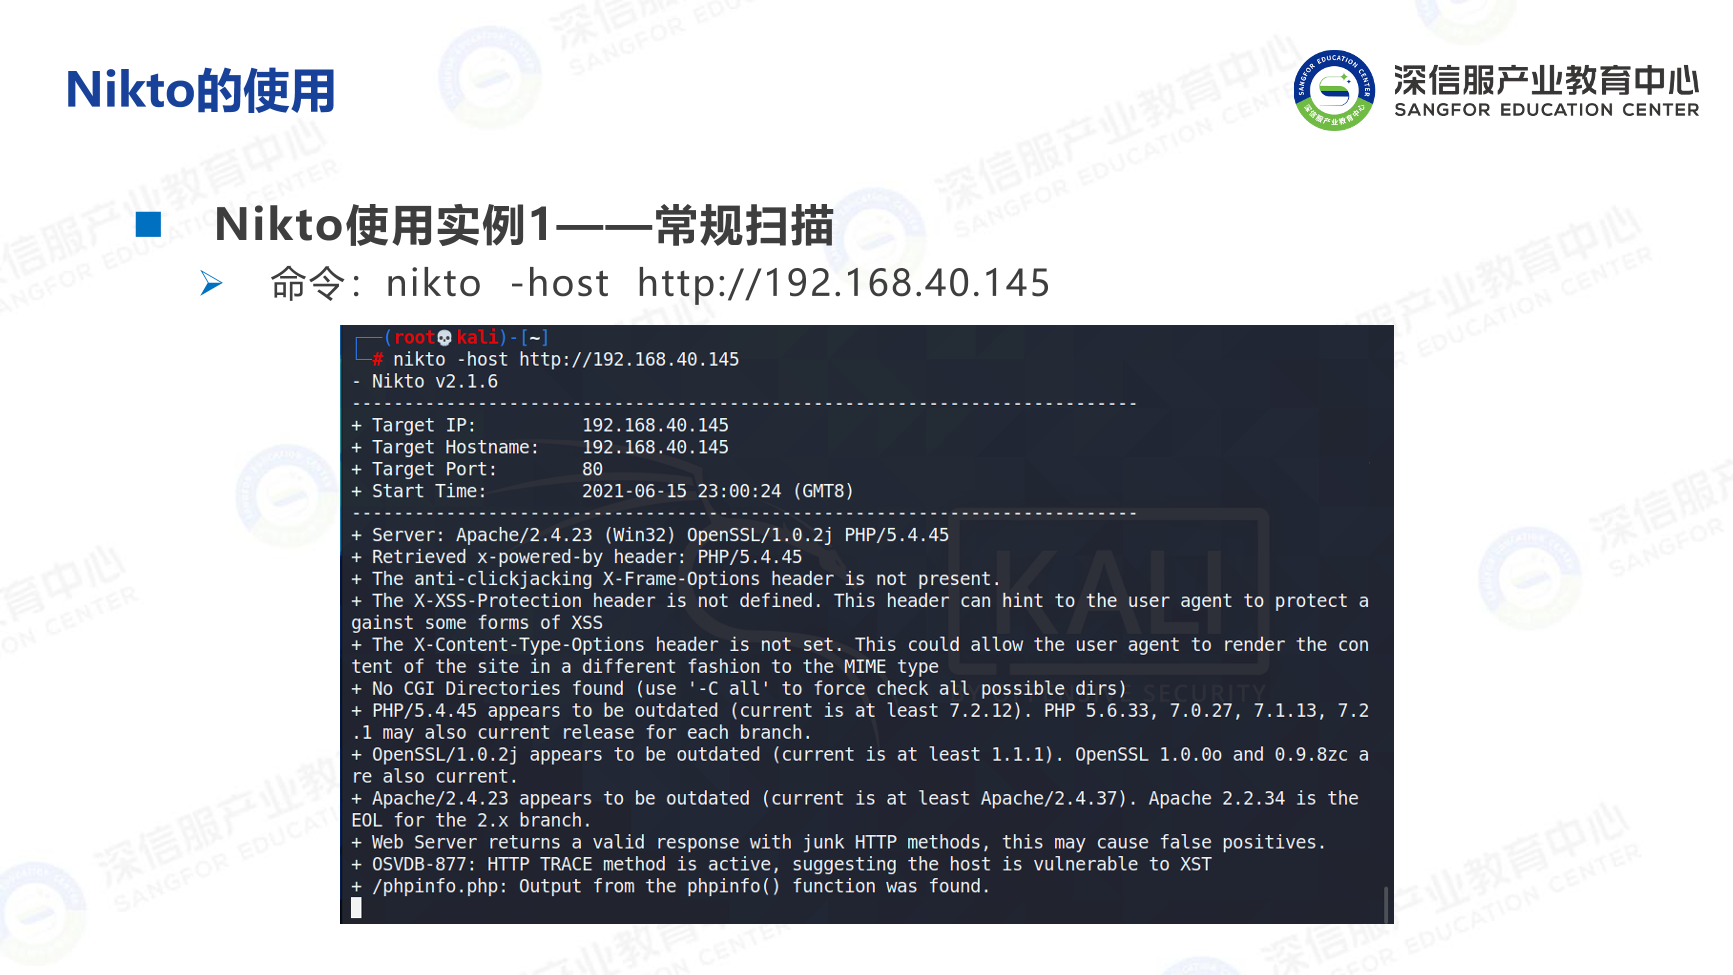 Nikto的使用
深信服产业教育中心
SANGFOR EDUCATION CENTER
Nikto使用实例1——常规扫描
命令：nikto -host http://192.168.40.145
(root💀kali)-[~]
# nikto -host http://192.168.40.145
- Nikto v2.1.6
---------------------------------------------------------------------------
+ Target IP:          192.168.40.145
+ Target Hostname:    192.168.40.145
+ Target Port:        80
+ Start Time:         2021-06-15 23:00:24 (GMT8)
---------------------------------------------------------------------------
+ Server: Apache/2.4.23 (Win32) OpenSSL/1.0.2j PHP/5.4.45
+ Retrieved x-powered-by header: PHP/5.4.45
+ The anti-clickjacking X-Frame-Options header is not present.
+ The X-XSS-Protection header is not defined. This header can hint to the user agent to protect a
gainst some forms of XSS
+ The X-Content-Type-Options header is not set. This could allow the user agent to render the con
tent of the site in a different fashion to the MIME type
+ No CGI Directories found (use '-C all' to force check all possible dirs)
+ PHP/5.4.45 appears to be outdated (current is at least 7.2.12). PHP 5.6.33, 7.0.27, 7.1.13, 7.2
.1 may also current release for each branch.
+ OpenSSL/1.0.2j appears to be outdated (current is at least 1.1.1). OpenSSL 1.0.0o and 0.9.8zc a
re also current.
+ Apache/2.4.23 appears to be outdated (current is at least Apache/2.4.37). Apache 2.2.34 is the
EOL for the 2.x branch.
+ Web Server returns a valid response with junk HTTP methods, this may cause false positives.
+ OSVDB-877: HTTP TRACE method is active, suggesting the host is vulnerable to XST
+ /phpinfo.php: Output from the phpinfo() function was found.